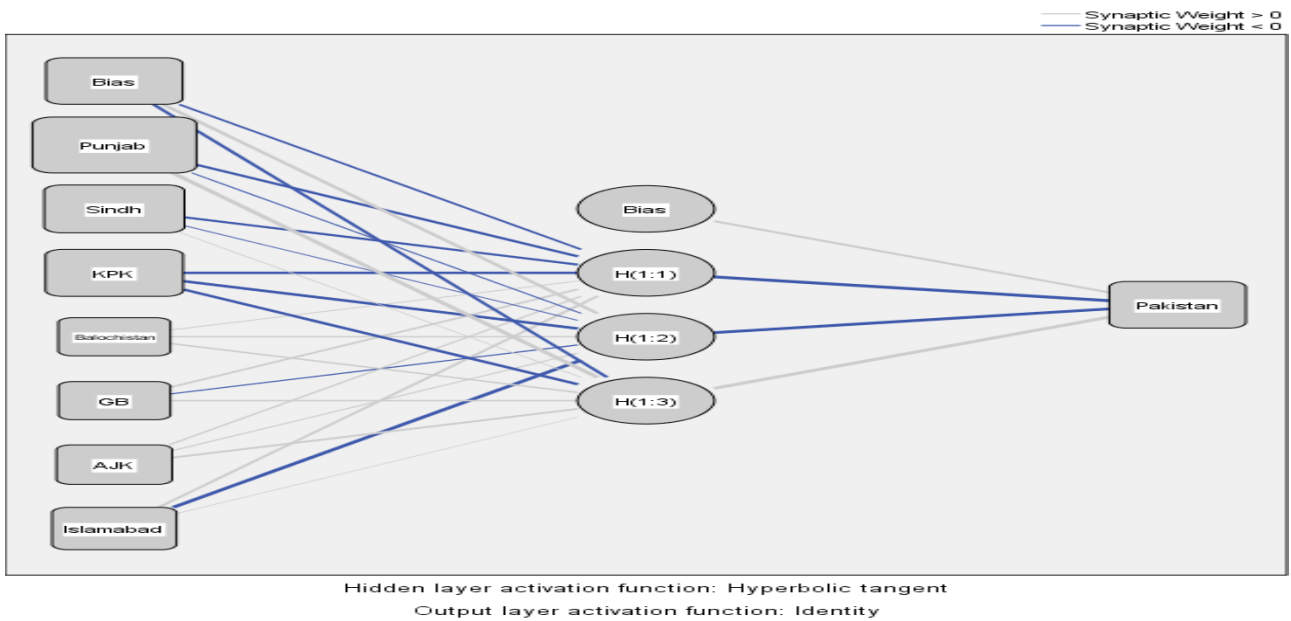 Synaptic Weight > 0
Synaptic Weight < 0
Bias
Punjab
Sindh
KPK
Balochistan
GB
AJK
Islamabad
Bias
H(1:1)
H(1:2)
H(1:3)
Pakistan
Hidden layer activation function: Hyperbolic tangent
Output layer activation function: Identity